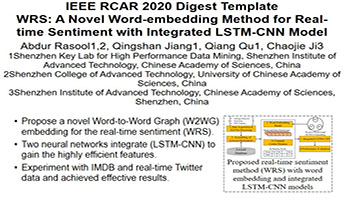 IEEE RCAR 2020 Digest Template
WRS: A Novel Word-embedding Method for Real-
time Sentiment with Integrated LSTM-CNN Model
Abdur Rasool1,2, Qingshan Jiang1, Qiang Qu1, Chaojie Ji3
1Shenzhen Key Lab for High Performance Data Mining, Shenzhen Institute of
Advanced Technology, Chinese Academy of Sciences, China
2Shenzhen College of Advanced Technology, University of Chinese Academy of
Sciences, China
3Shenzhen Institute of Advanced Technology, Chinese Academy of Sciences,
Shenzhen, China
• Propose a novel Word-to-Word Graph (W2WG)
embedding for the real-time sentiment (WRS).
• Two neural networks integrate (LSTM-CNN) to
gain the highly efficient features.
• Experiment with IMDB and real-time Twitter
data and achieved effective results.
Proposed real-time sentiment
method (WRS) with word
embedding and integrated
LSTM-CNN models